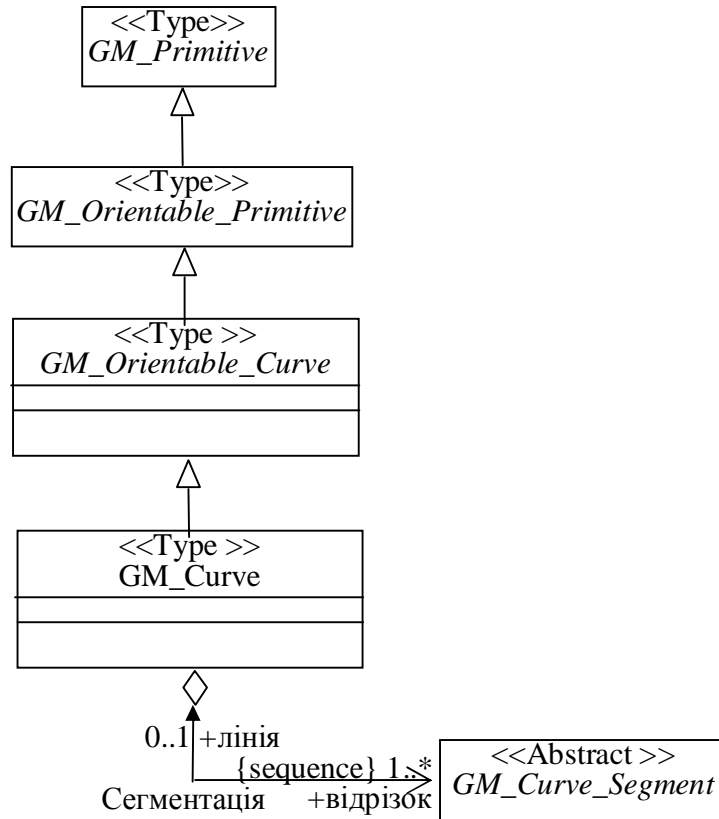 <<Type>>
GM_Primitive
<<Type>>
GM_Orientable_Primitive
<<Type >>
GM_Orientable_Curve
<<Type >>
GM_Curve
0..1 +лінія
{sequence} 1..*
Сегментація +відрізок
<<Abstract >>
GM_Curve_Segment